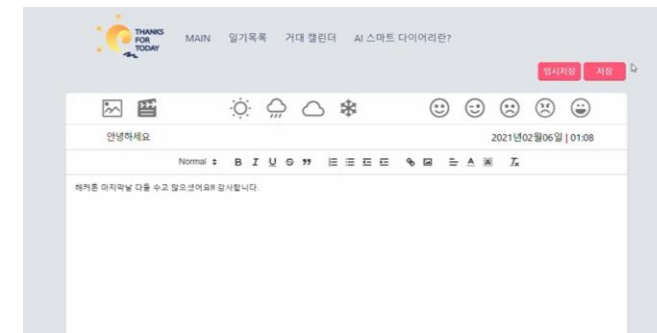 THANKS
FOR
TODAY
MAIN 일기목록 거대 캘린더 AI 스마트 다이어리란?
임시저장 저장
안녕하세요 2021년02월06일 | 01:08
Normal B I U S
해커톤 마지막날 다들 수고 많으셨어요!! 감사합니다.